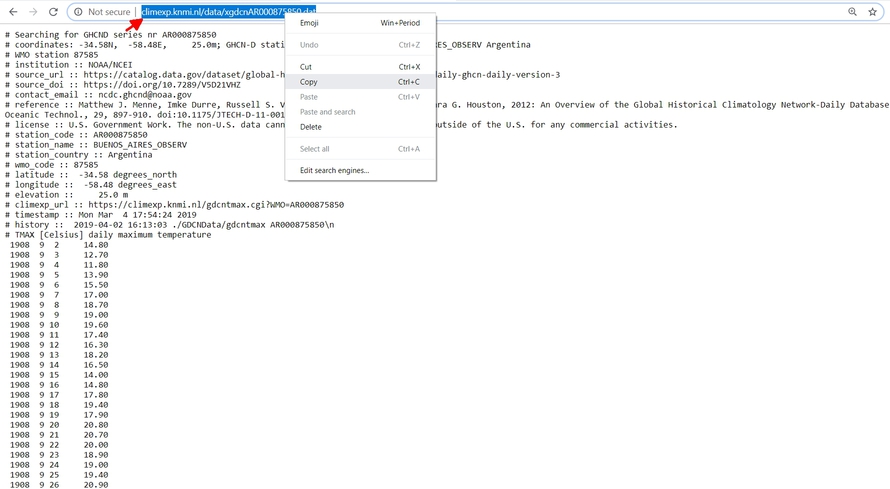 Not secure | climexp.knmi.nl/data/xgdcnAR000875850.dat
Emoji Win+Period
Undo Ctrl+Z
Cut Ctrl+X
Copy Ctrl+C
Paste Ctrl+V
Paste and search
Delete
Select all Ctrl+A
Edit search engines...
# Searching for GHCND series nr AR000875850
# coordinates: -34.58N, -58.48E, 25.0m; GHCN-D stati RES_OBSERV Argentina
# WMO station 87585
# institution :: NOAA/NCEI
# source_url :: https://catalog.data.gov/dataset/global-h daily-ghcn-daily-version-3
# source_doi :: https://doi.org/10.7289/V5D21VHZ
# contact_email :: ncdc.ghcnd@noaa.gov
# reference :: Matthew J. Menne, Imke Durre, Russell S. V ara G. Houston, 2012: An Overview of the Global Historical Climatology Network-Daily Database
Oceanic Technol., 29, 897-910. doi:10.1175/JTECH-D-11-001
# license :: U.S. Government Work. The non-U.S. data cann outside of the U.S. for any commercial activities.
# station_code :: AR000875850
# station_name :: BUENOS_AIRES_OBSERV
# station_country :: Argentina
# wmo_code :: 87585
# latitude :: -34.58 degrees_north
# longitude :: -58.48 degrees_east
# elevation :: 25.0 m
# climexp_url :: https://climexp.knmi.nl/gdcntmax.cgi?WMO=AR000875850
# timestamp :: Mon Mar 4 17:54:24 2019
# history :: 2019-04-02 16:13:03 ./GDCNData/gdcntmax AR000875850\n
# TMAX [Celsius] daily maximum temperature
1908 9 2 14.80
1908 9 3 12.70
1908 9 4 11.80
1908 9 5 13.90
1908 9 6 15.50
1908 9 7 17.00
1908 9 8 18.70
1908 9 9 19.00
1908 9 10 19.60
1908 9 11 17.40
1908 9 12 16.30
1908 9 13 18.20
1908 9 14 16.50
1908 9 15 14.00
1908 9 16 14.80
1908 9 17 17.80
1908 9 18 19.40
1908 9 19 17.90
1908 9 20 20.80
1908 9 21 20.70
1908 9 22 20.00
1908 9 23 18.90
1908 9 24 19.00
1908 9 25 19.40
1908 9 26 20.90